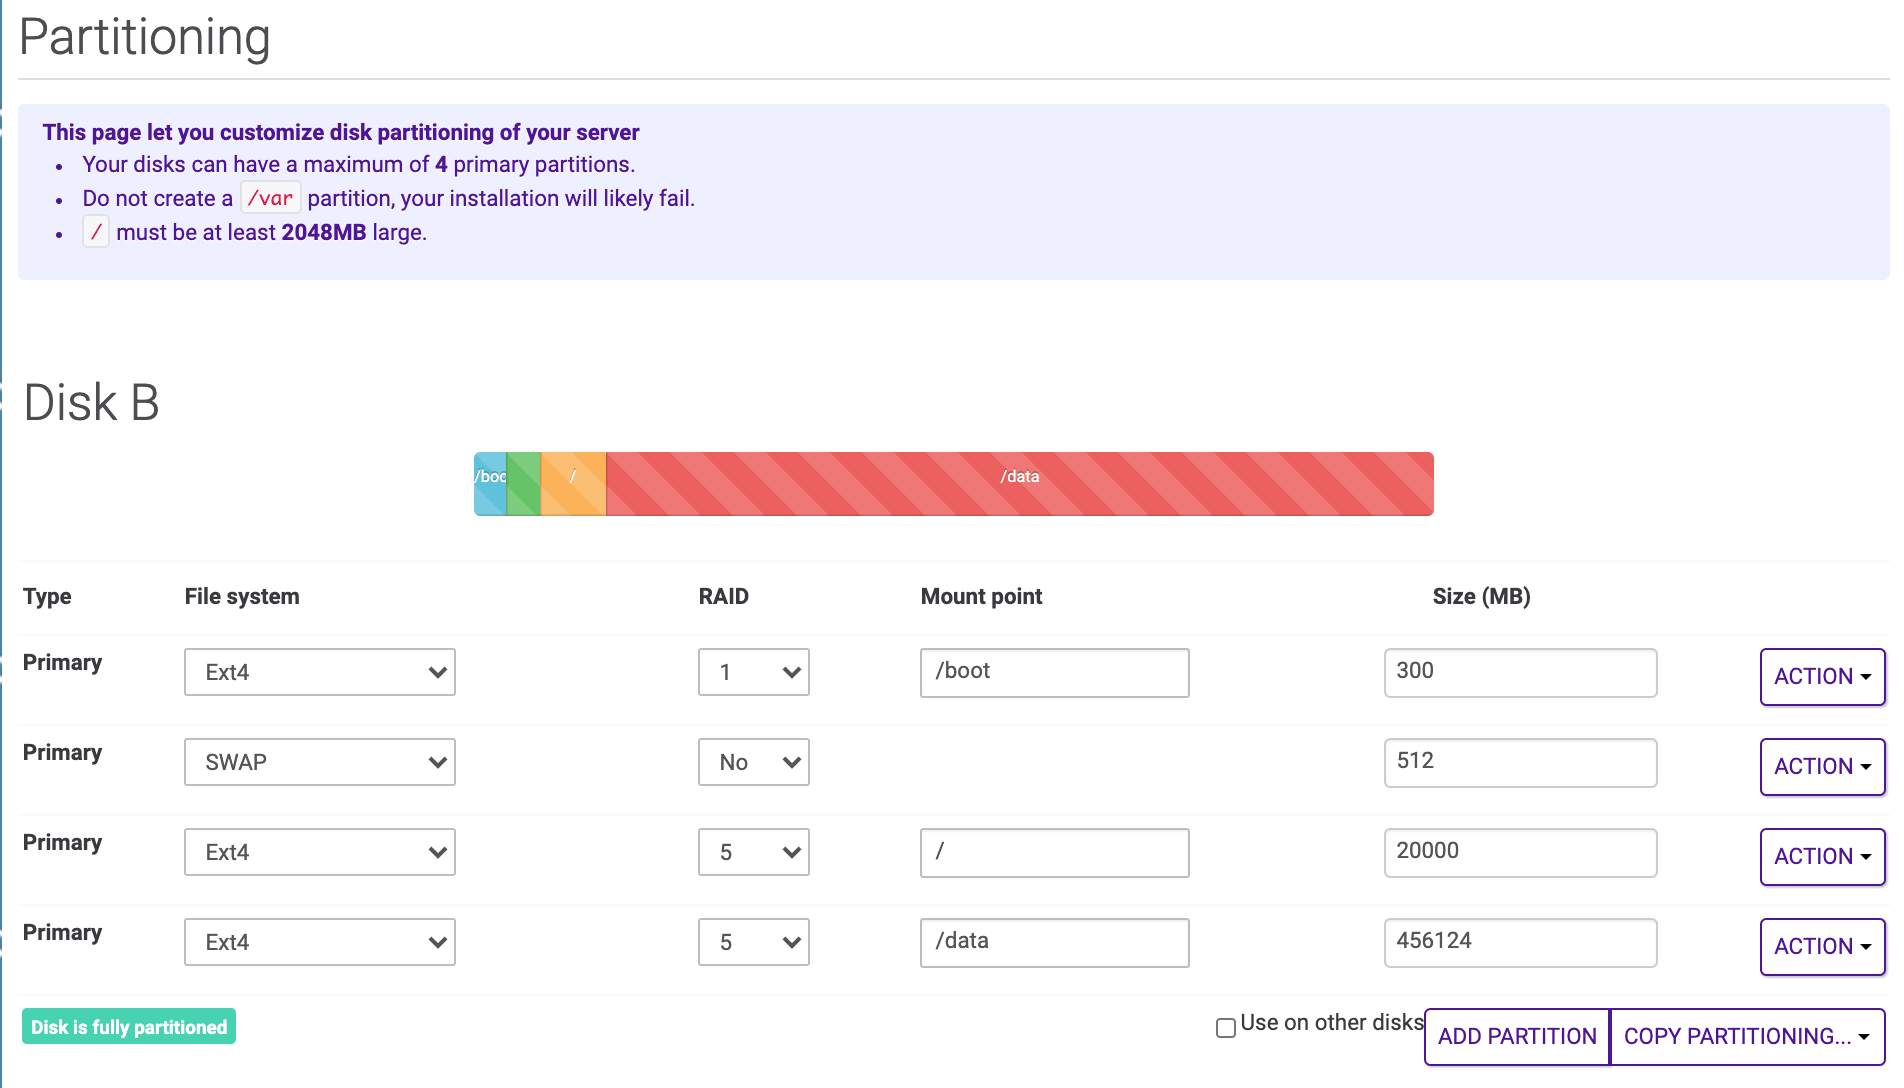 Partitioning
This page let you customize disk partitioning of your server
• Your disks can have a maximum of 4 primary partitions.
• Do not create a /var partition, your installation will likely fail.
• / must be at least 2048MB large.
Disk B
/boo / /data
Type File system RAID Mount point Size (MB)
Primary Ext4 1 /boot 300 ACTION
Primary SWAP No 512 ACTION
Primary Ext4 5 / 20000 ACTION
Primary Ext4 5 /data 456124 ACTION
Disk is fully partitioned Use on other disks ADD PARTITION COPY PARTITIONING...